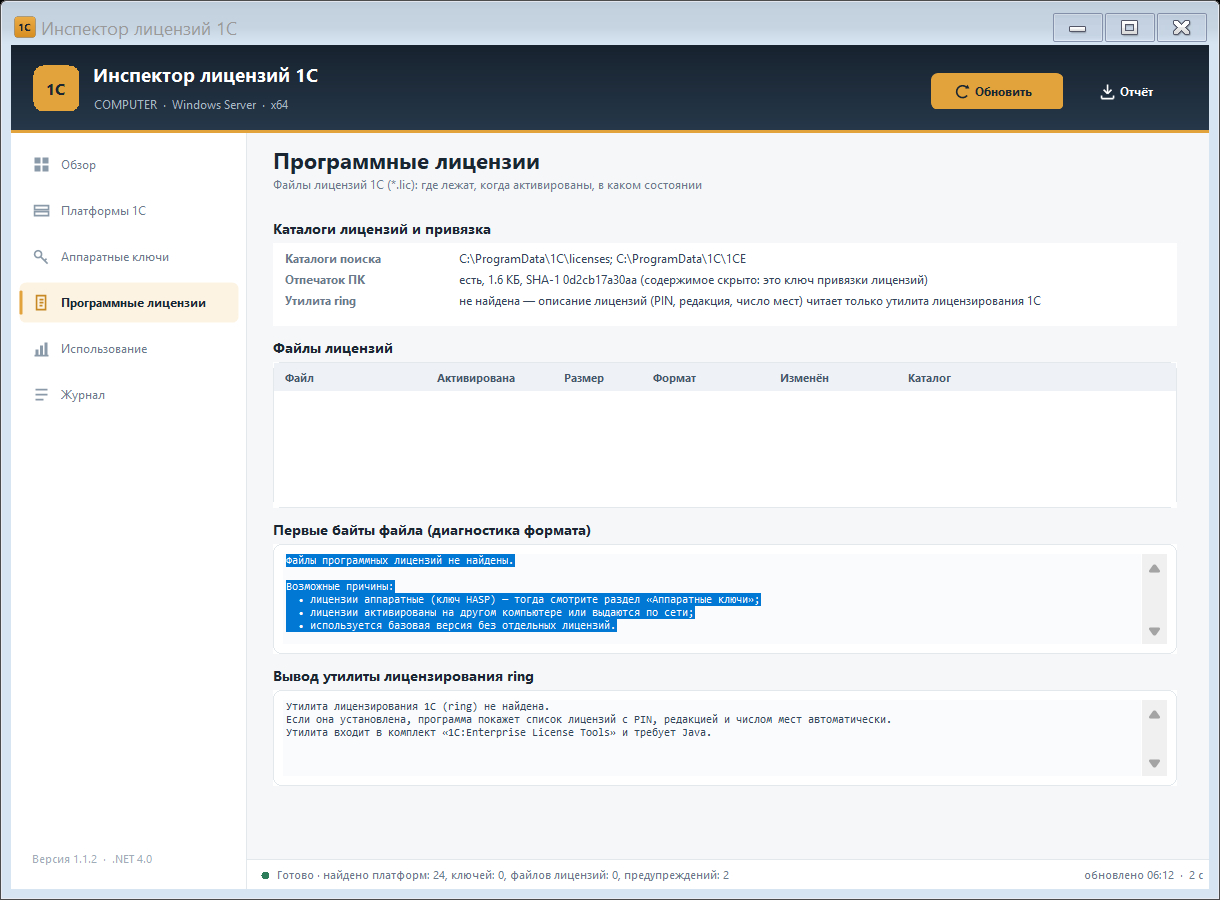 1C Инспектор лицензий 1С
1C
Инспектор лицензий 1С
COMPUTER · Windows Server · x64
Обновить
Отчёт
Обзор
Платформы 1С
Аппаратные ключи
Программные лицензии
Использование
Журнал
Версия 1.1.2 · .NET 4.0
Программные лицензии
Файлы лицензий 1С (*.lic): где лежат, когда активированы, в каком состоянии
Каталоги лицензий и привязка
Каталоги поиска C:\ProgramData\1C\licenses; C:\ProgramData\1C\1CE
Отпечаток ПК есть, 1.6 КБ, SHA-1 0d2cb17a30aa (содержимое скрыто: это ключ привязки лицензий)
Утилита ring не найдена — описание лицензий (PIN, редакция, число мест) читает только утилита лицензирования 1С
Файлы лицензий
Файл Активирована Размер Формат Изменён Каталог
Первые байты файла (диагностика формата)
Файлы программных лицензий не найдены.
Возможные причины:
• лицензии аппаратные (ключ HASP) — тогда смотрите раздел «Аппаратные ключи»;
• лицензии активированы на другом компьютере или выдаются по сети;
• используется базовая версия без отдельных лицензий.
Вывод утилиты лицензирования ring
Утилита лицензирования 1С (ring) не найдена.
Если она установлена, программа покажет список лицензий с PIN, редакцией и числом мест автоматически.
Утилита входит в комплект «1C:Enterprise License Tools» и требует Java.
Готово · найдено платформ: 24, ключей: 0, файлов лицензий: 0, предупреждений: 2
обновлено 06:12 · 2 с